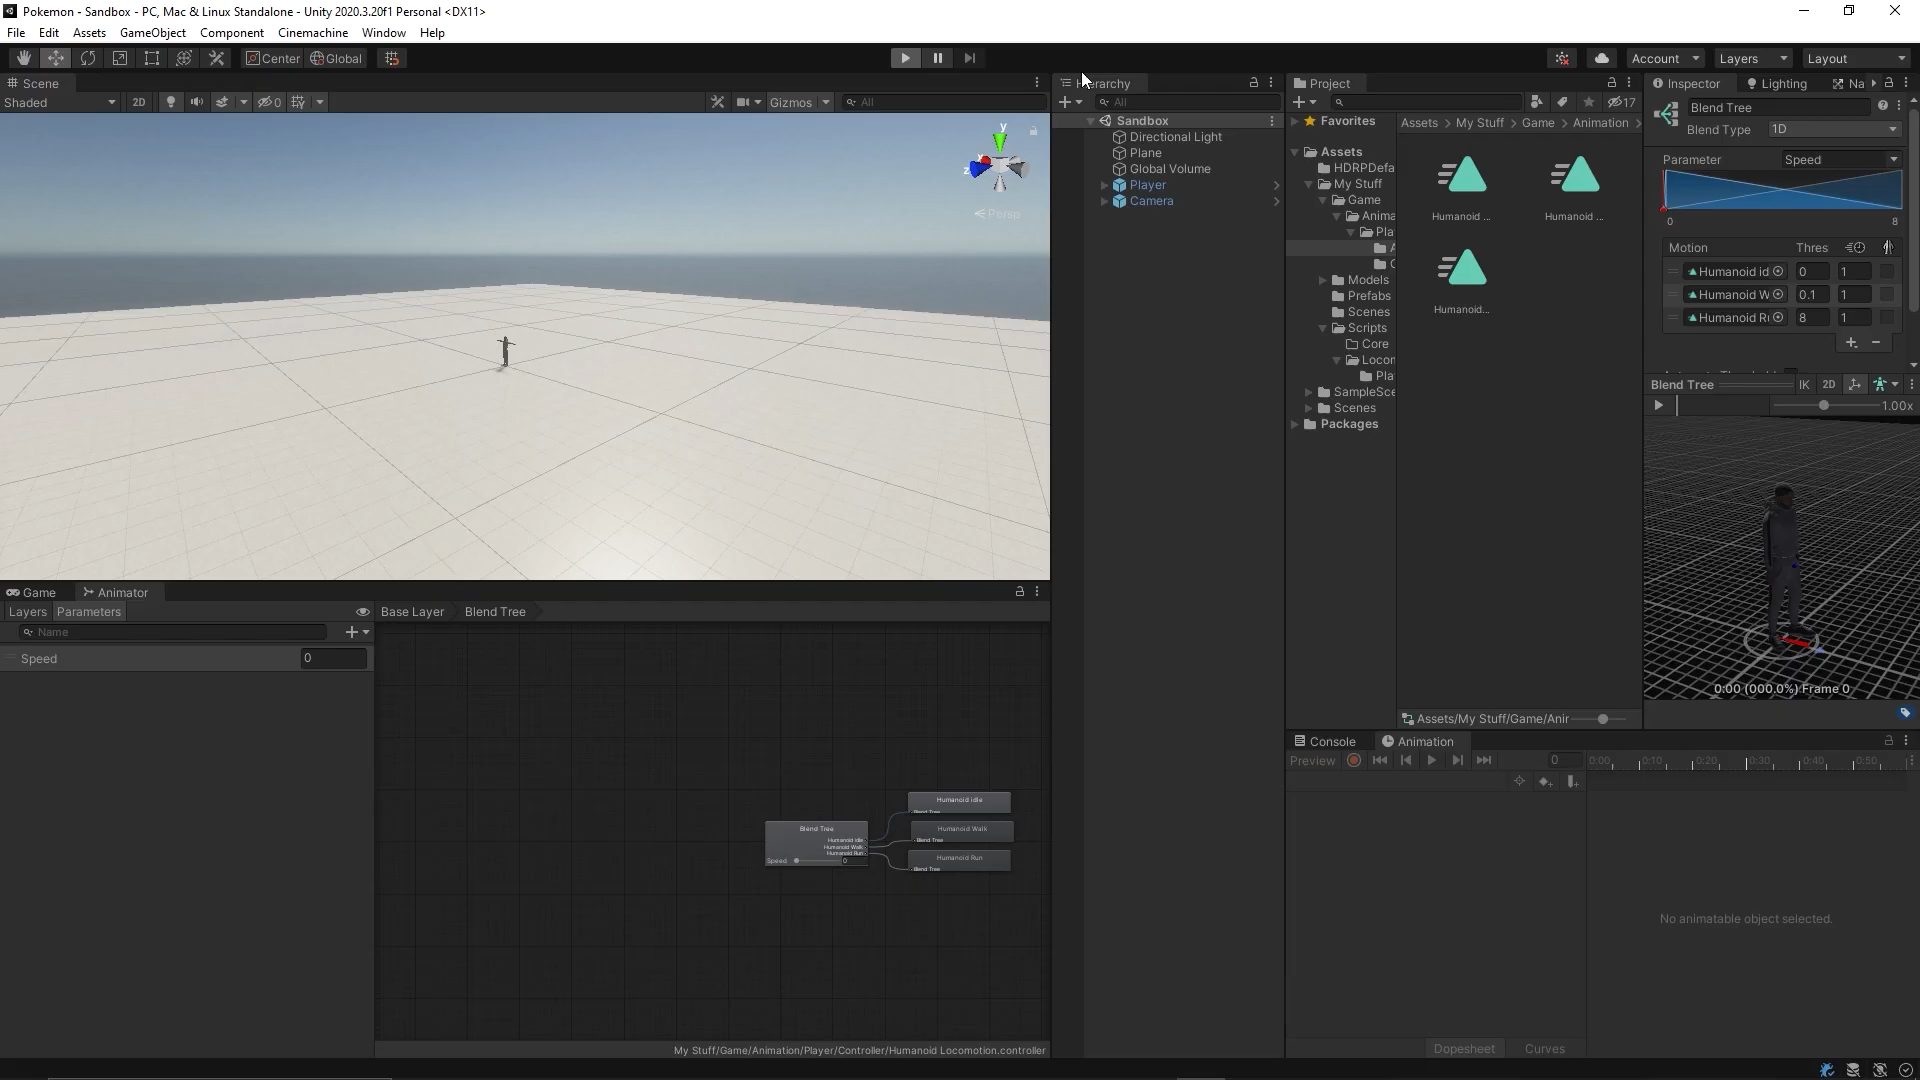 Pokemon - Sandbox - PC, Mac & Linux Standalone - Unity 2020.3.20f1 Personal <DX11>
File Edit Assets GameObject Component Cinemachine Window Help
Center Global Account Layers Layout
Scene
Shaded 2D 0 Gizmos All
y
z
Persp
Game Animator
Layers Parameters Base Layer Blend Tree
Name
Speed 0
Blend Tree
Humanoid Idle
Humanoid Walk
Humanoid Run
Speed 0
Humanoid Idle
Blend Tree
Humanoid Walk
Blend Tree
Humanoid Run
Blend Tree
My Stuff/Game/Animation/Player/Controller/Humanoid Locomotion.controller
Hierarchy
All
Sandbox
Directional Light
Plane
Global Volume
Player
Camera
Project
17
Favorites
Assets
HDRPDefa
My Stuff
Game
Anima
Pla
A
C
Models
Prefabs
Scenes
Scripts
Core
Locon
Pla
SampleSce
Scenes
Packages
Assets > My Stuff > Game > Animation >
Humanoid ...
Humanoid ...
Humanoid...
Assets/My Stuff/Game/Anir
Inspector Lighting Na
Blend Tree
Blend Type 1D
Parameter Speed
0 8
Motion Thres
Humanoid id 0 1
Humanoid W 0.1 1
Humanoid Ru 8 1
Blend Tree IK 2D
1.00x
0:00 (000.0%) Frame 0
Console Animation
Preview 0 0:00 0:10 0:20 0:30 0:40 0:50
No animatable object selected.
Dopesheet Curves